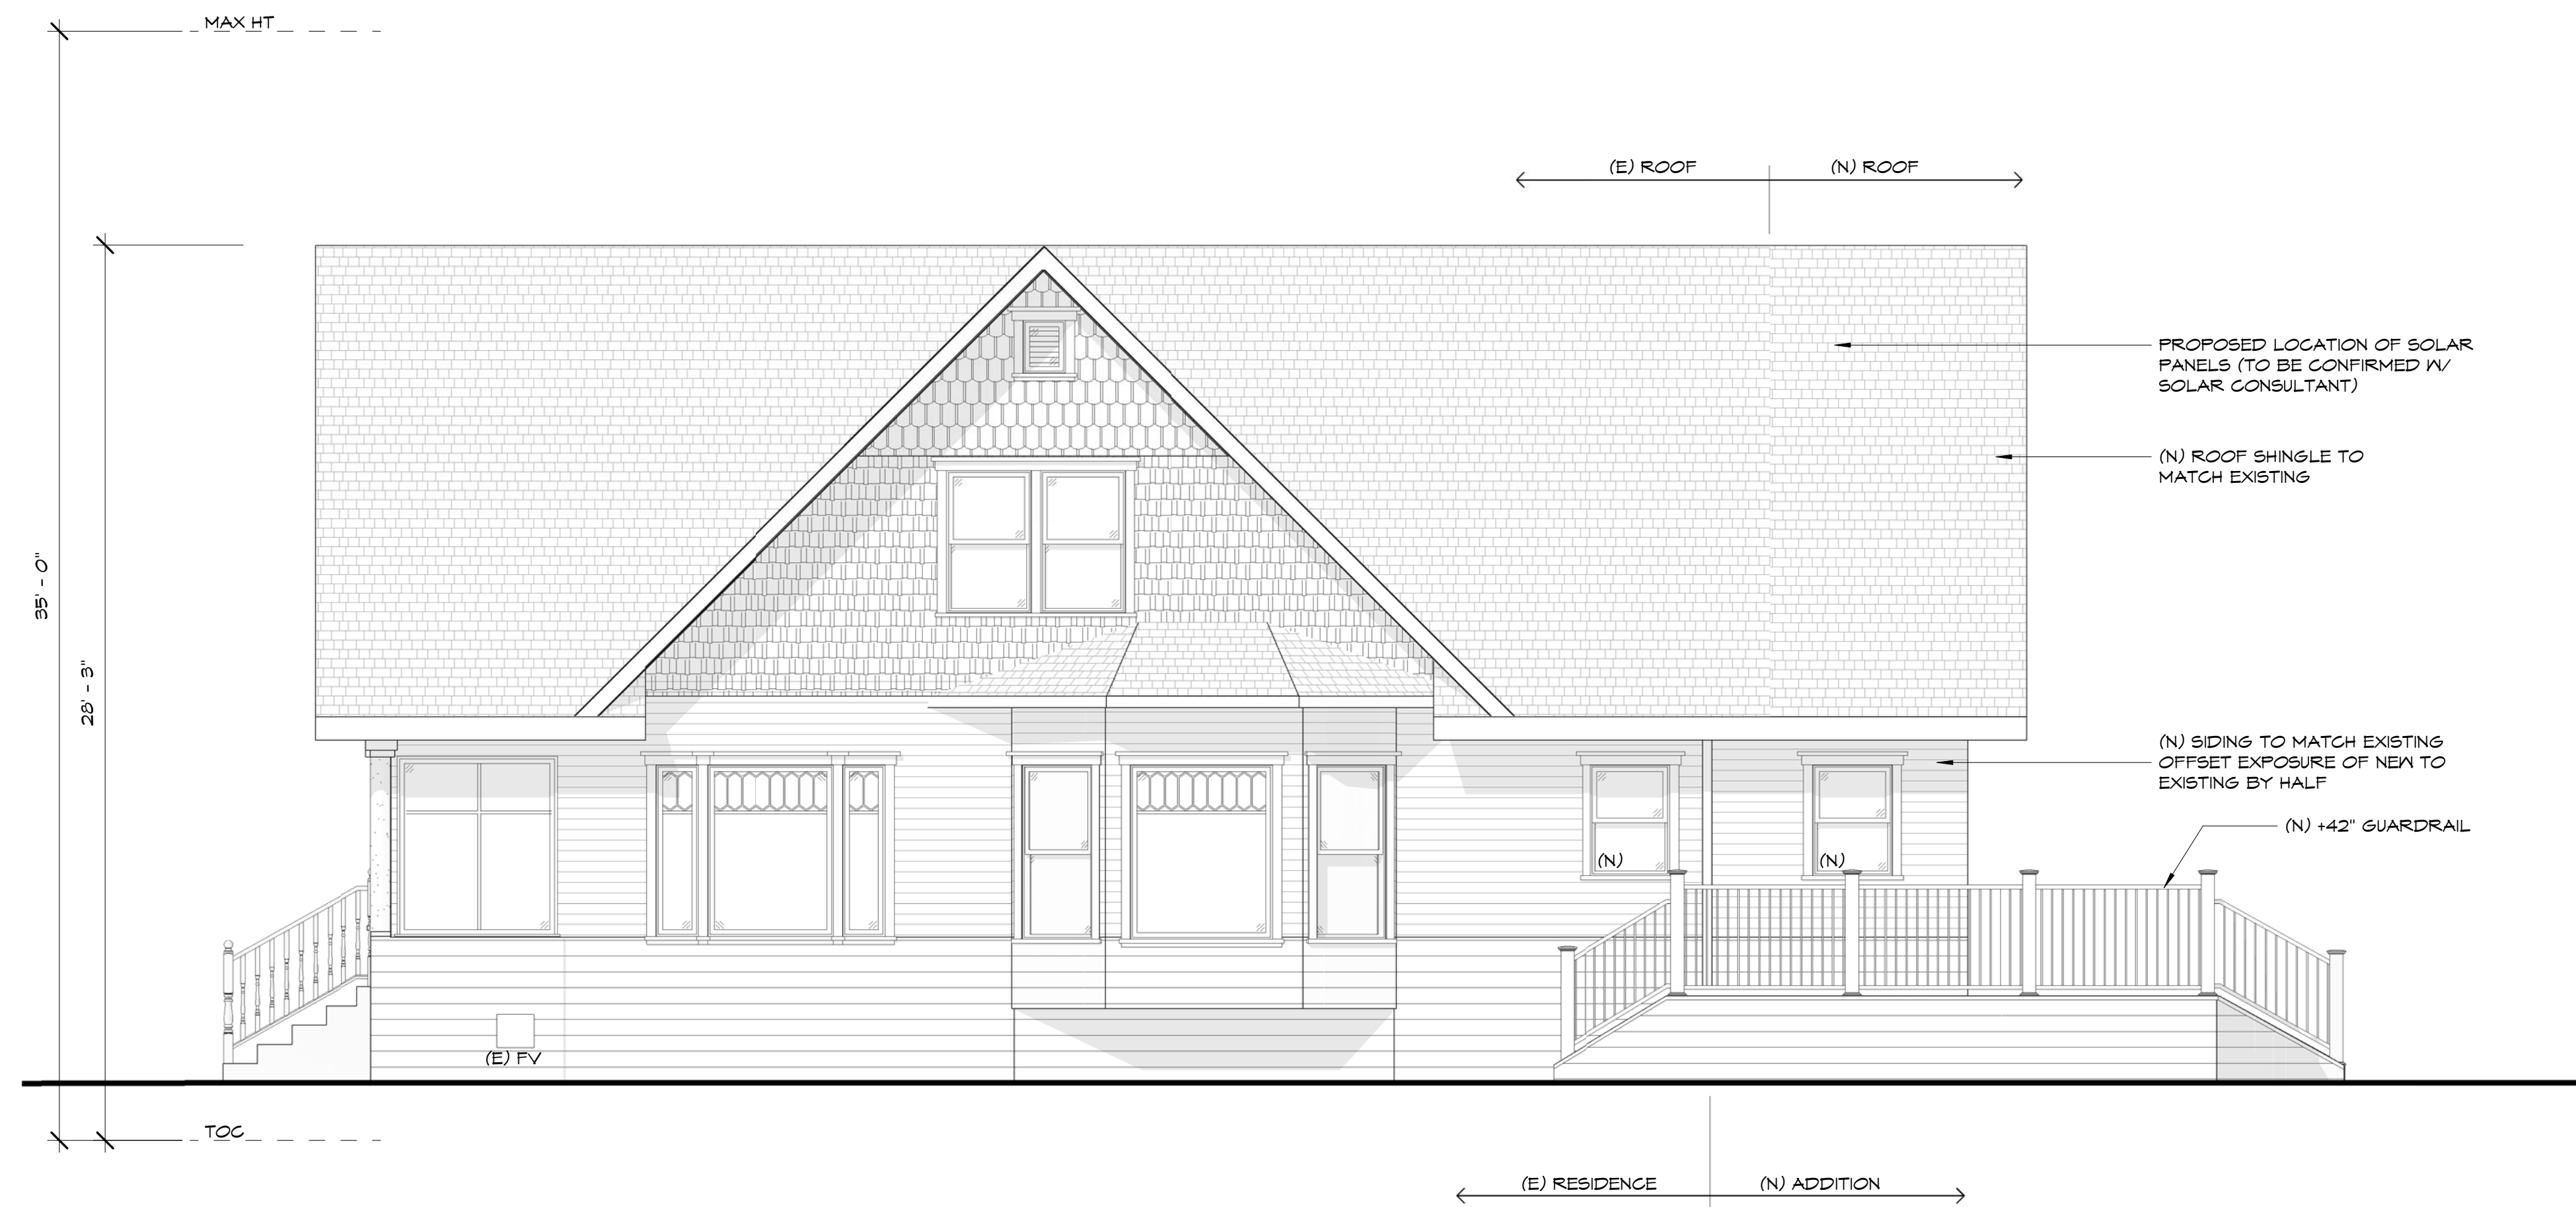 MAX HT
(E) ROOF
(N) ROOF
PROPOSED LOCATION OF SOLAR
PANELS (TO BE CONFIRMED W/
SOLAR CONSULTANT)
(N) ROOF SHINGLE TO
MATCH EXISTING
35' - 0"
28' - 3"
(N) SIDING TO MATCH EXISTING
OFFSET EXPOSURE OF NEW TO
EXISTING BY HALF
(N) +42" GUARDRAIL
(N)
(N)
(E) FV
TOC
(E) RESIDENCE
(N) ADDITION